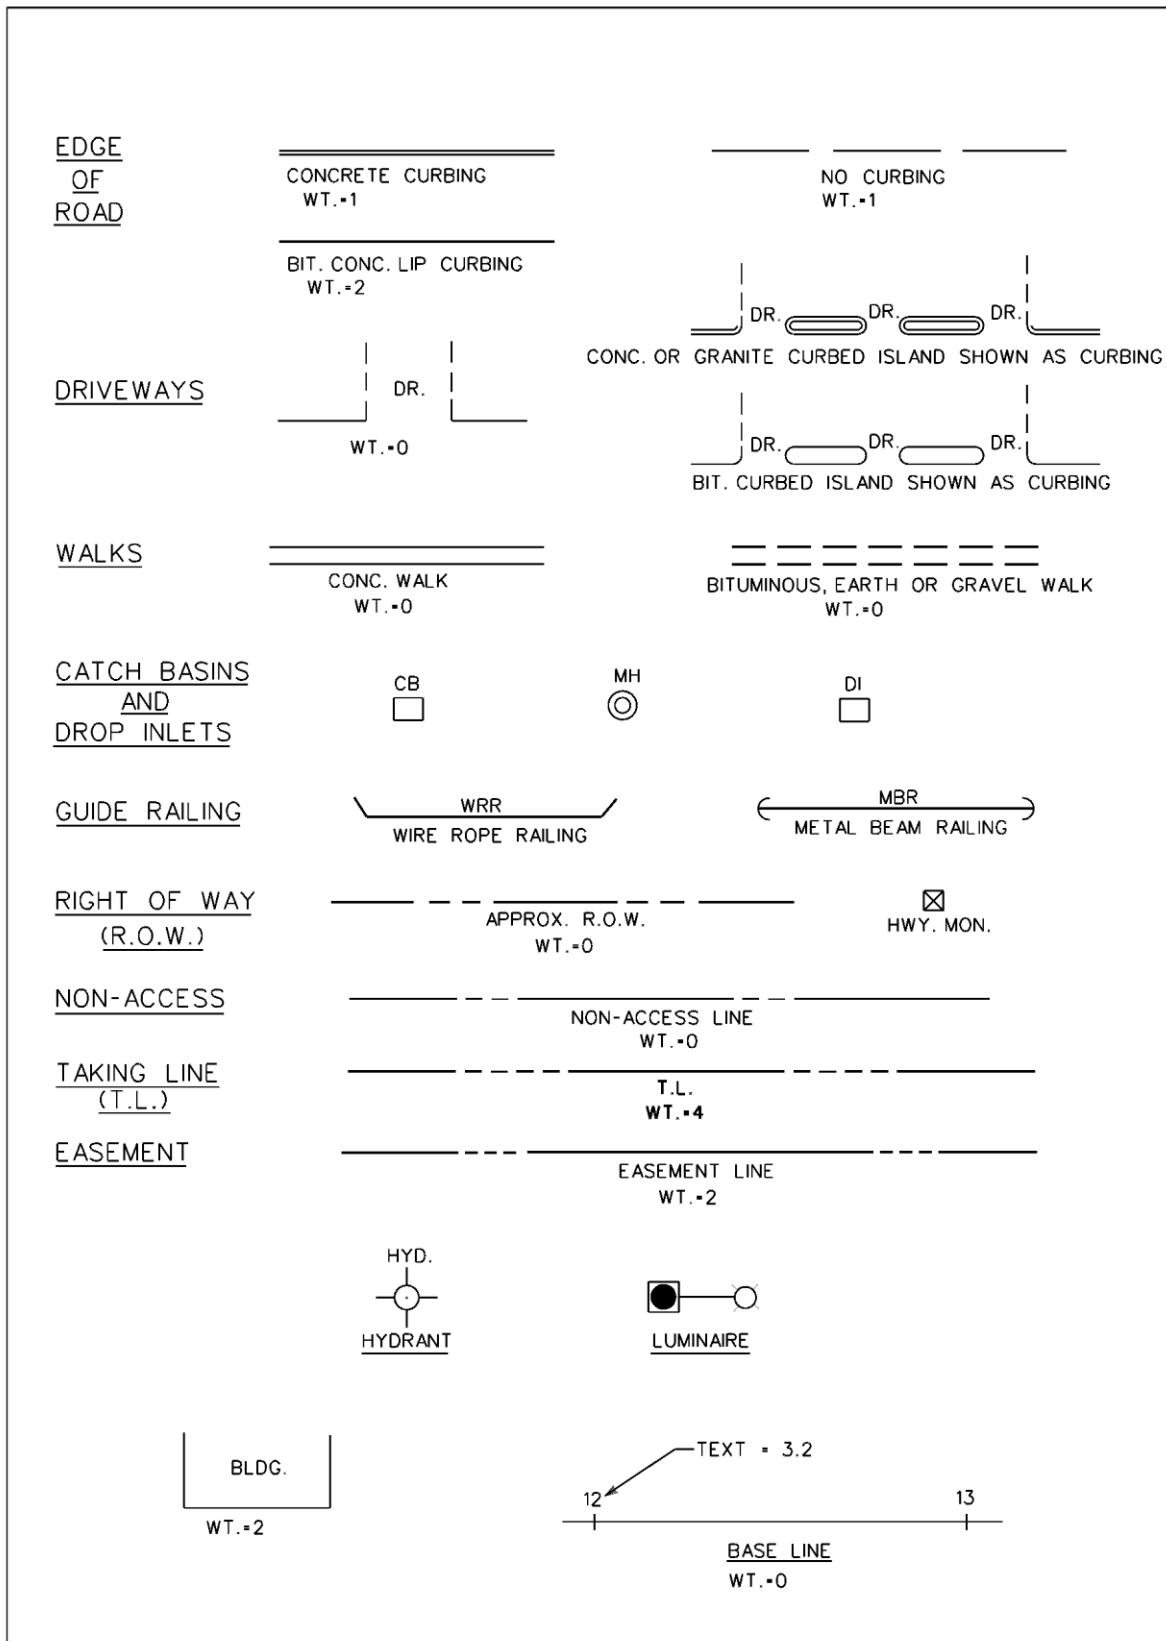 EDGE
OF
ROAD
CONCRETE CURBING
WT.=1
NO CURBING
WT.=1
BIT. CONC. LIP CURBING
WT.=2
DR. DR. DR.
CONC. OR GRANITE CURBED ISLAND SHOWN AS CURBING
DRIVEWAYS
DR.
WT.=0
DR. DR. DR.
BIT. CURBED ISLAND SHOWN AS CURBING
WALKS
CONC. WALK
WT.=0
BITUMINOUS, EARTH OR GRAVEL WALK
WT.=0
CATCH BASINS
AND
DROP INLETS
CB
MH
DI
GUIDE RAILING
WRR
WIRE ROPE RAILING
MBR
METAL BEAM RAILING
RIGHT OF WAY
(R.O.W.)
APPROX. R.O.W.
WT.=0
HWY. MON.
NON-ACCESS
NON-ACCESS LINE
WT.=0
TAKING LINE
(T.L.)
T.L.
WT.=4
EASEMENT
EASEMENT LINE
WT.=2
HYD.
HYDRANT
LUMINAIRE
BLDG.
WT.=2
TEXT = 3.2
12 13
BASE LINE
WT.=0